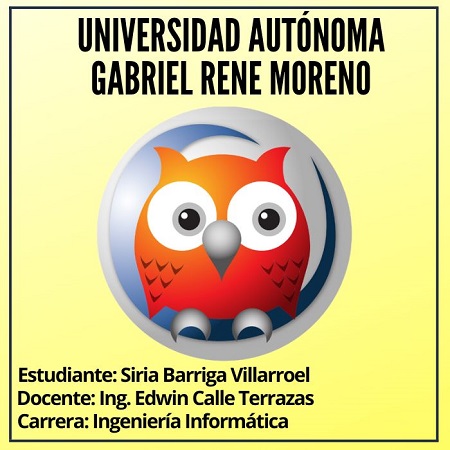 UNIVERSIDAD AUTÓNOMA
GABRIEL RENE MORENO
Estudiante: Siria Barriga Villarroel
Docente: Ing. Edwin Calle Terrazas
Carrera: Ingeniería Informática